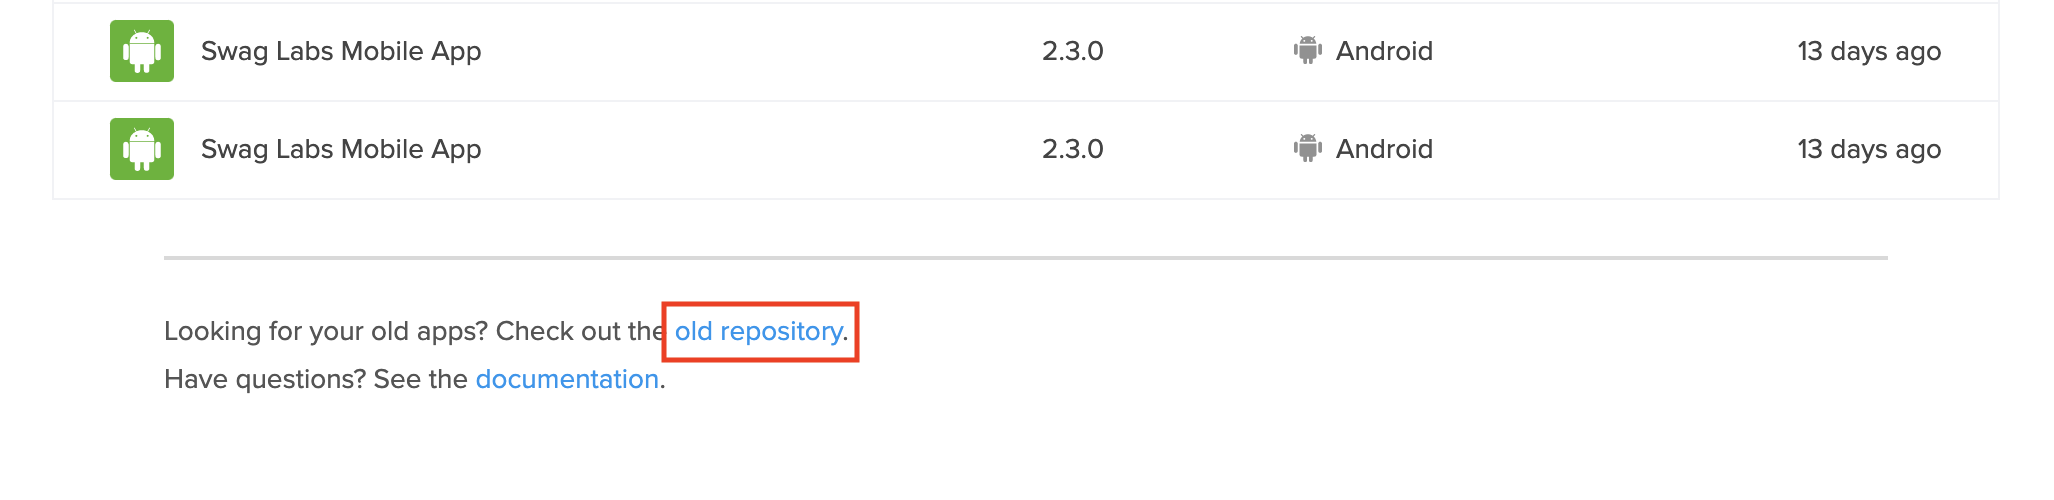 Swag Labs Mobile App 2.3.0 Android 13 days ago
Swag Labs Mobile App 2.3.0 Android 13 days ago
Looking for your old apps? Check out the old repository.
Have questions? See the documentation.